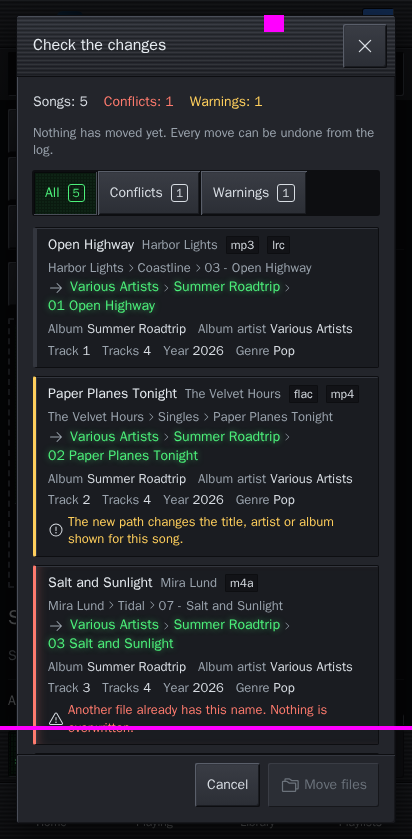 Check the changes
Songs: 5 Conflicts: 1 Warnings: 1
Nothing has moved yet. Every move can be undone from the
log.
All 5 Conflicts 1 Warnings 1
Open Highway Harbor Lights mp3 lrc
Harbor Lights > Coastline > 03 - Open Highway
→ Various Artists > Summer Roadtrip >
01 Open Highway
Album Summer Roadtrip Album artist Various Artists
Track 1 Tracks 4 Year 2026 Genre Pop
Paper Planes Tonight The Velvet Hours flac mp4
The Velvet Hours > Singles > Paper Planes Tonight
→ Various Artists > Summer Roadtrip >
02 Paper Planes Tonight
Album Summer Roadtrip Album artist Various Artists
Track 2 Tracks 4 Year 2026 Genre Pop
The new path changes the title, artist or album
shown for this song.
Salt and Sunlight Mira Lund m4a
Mira Lund > Tidal > 07 - Salt and Sunlight
→ Various Artists > Summer Roadtrip >
03 Salt and Sunlight
Album Summer Roadtrip Album artist Various Artists
Track 3 Tracks 4 Year 2026 Genre Pop
Another file already has this name. Nothing is
overwritten.
Cancel Move files